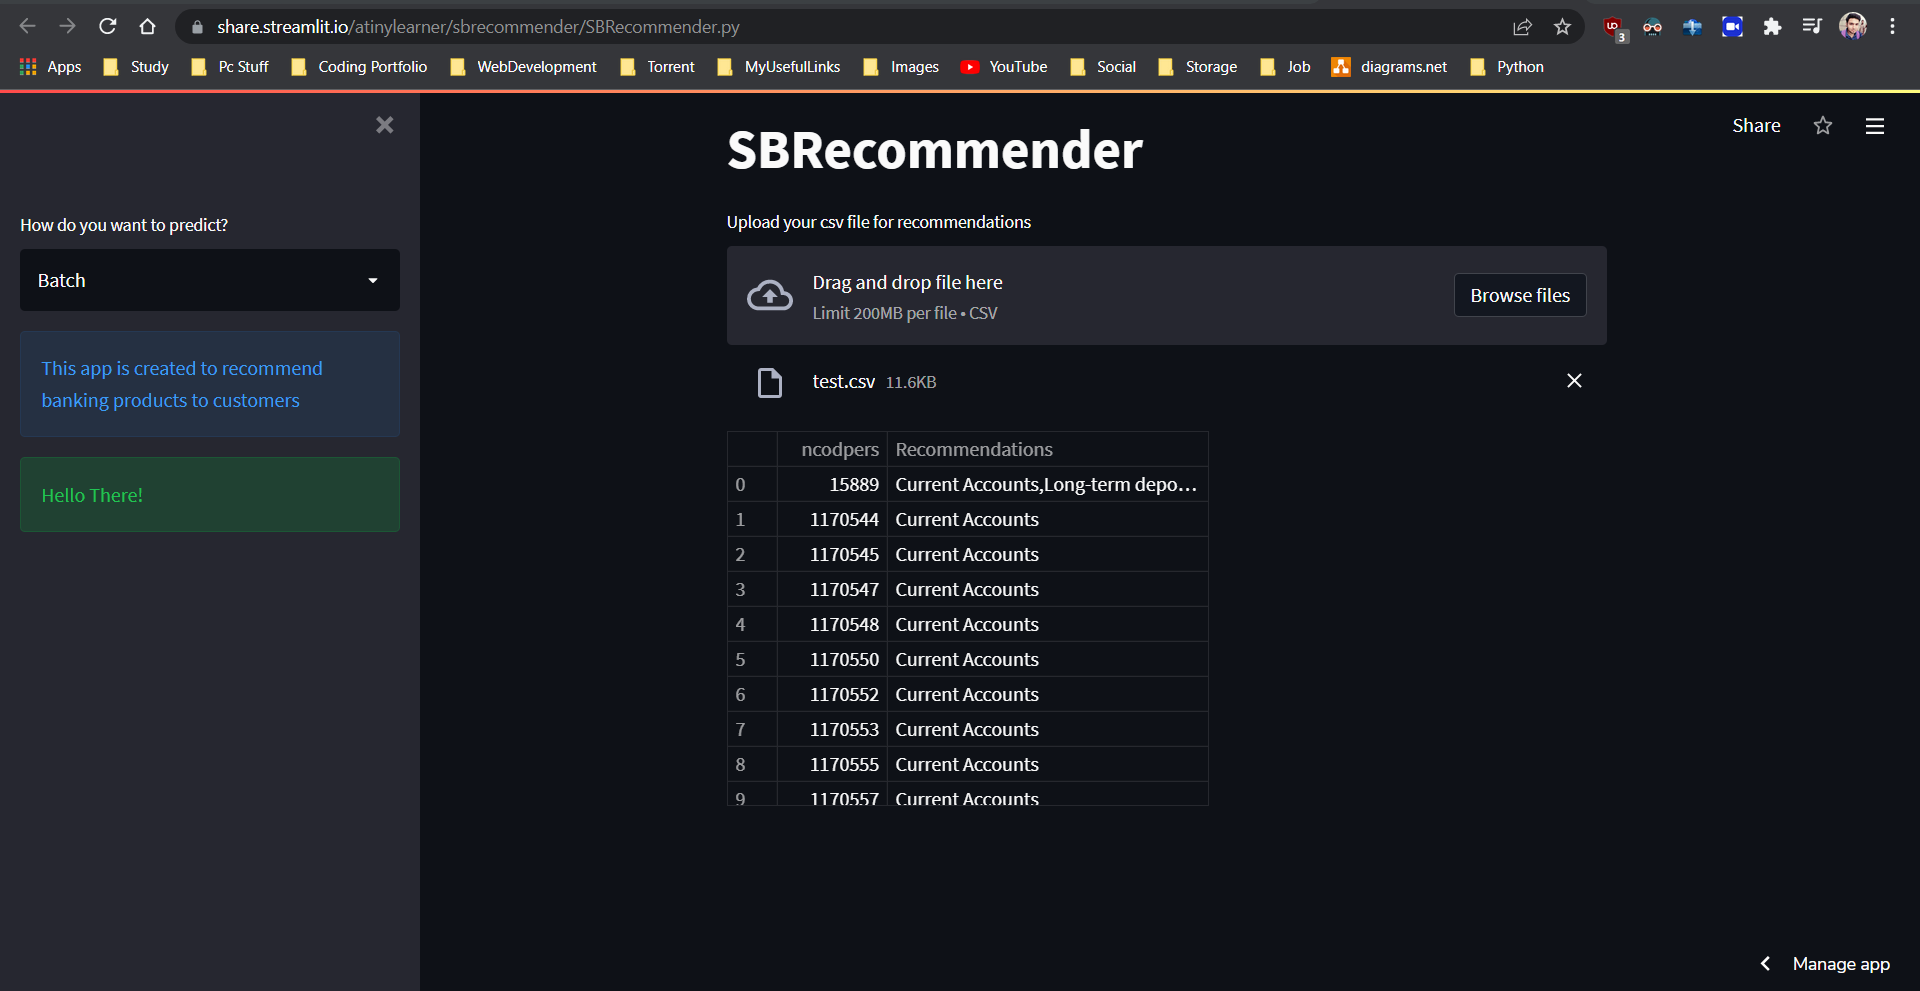 share.streamlit.io/atinylearner/sbrecommender/SBRecommender.py
3
Apps Study Pc Stuff Coding Portfolio WebDevelopment Torrent MyUsefulLinks Images YouTube Social Storage Job diagrams.net Python
How do you want to predict?
Batch
This app is created to recommend
banking products to customers
Hello There!
Share
SBRecommender
Upload your csv file for recommendations
Drag and drop file here
Limit 200MB per file • CSV
Browse files
test.csv 11.6KB
ncodpers Recommendations
0 15889 Current Accounts,Long-term depo...
1 1170544 Current Accounts
2 1170545 Current Accounts
3 1170547 Current Accounts
4 1170548 Current Accounts
5 1170550 Current Accounts
6 1170552 Current Accounts
7 1170553 Current Accounts
8 1170555 Current Accounts
9 1170557 Current Accounts
Manage app